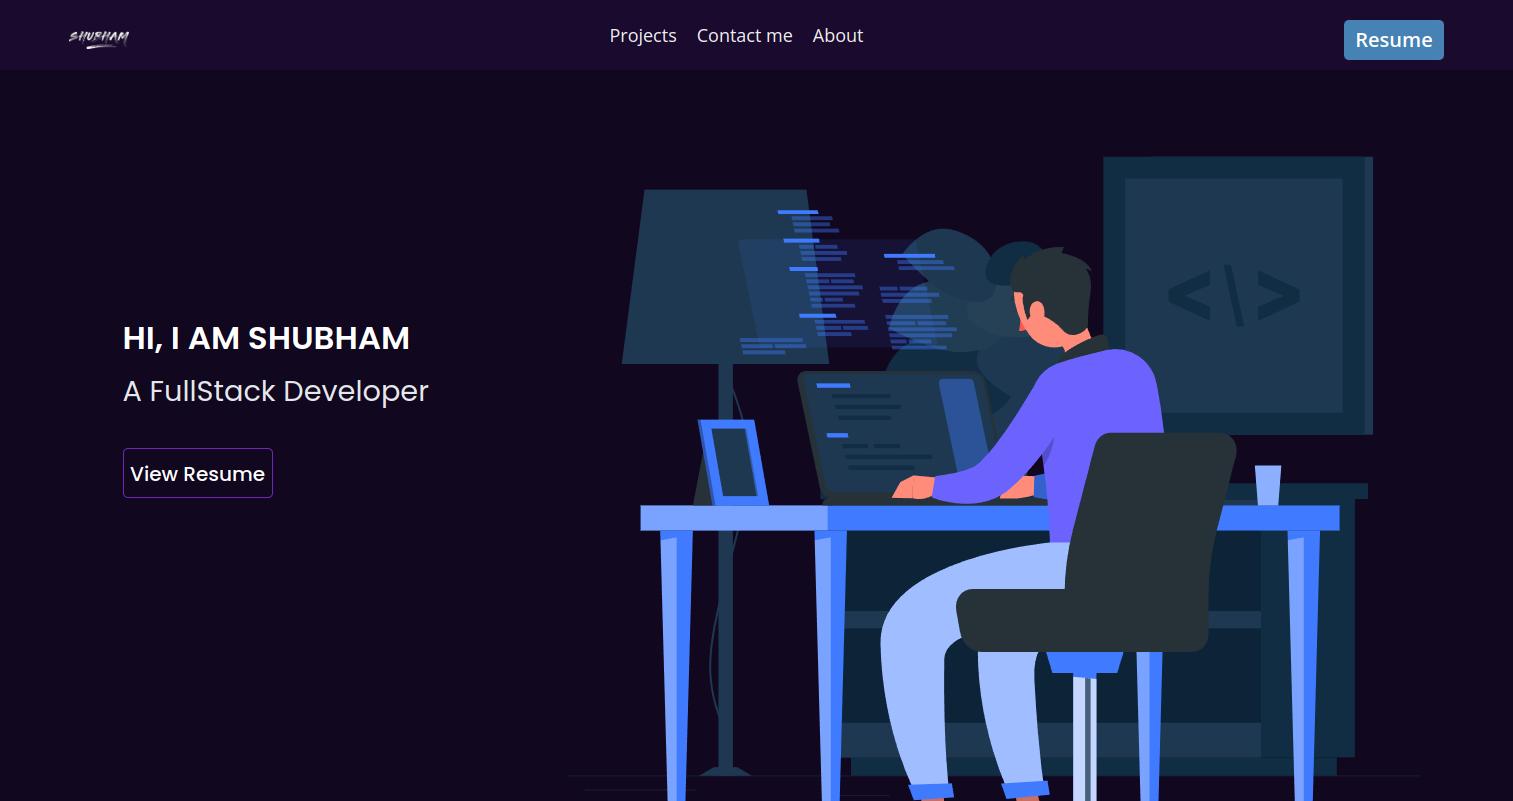 SHUBHAM
Projects
Contact me
About
Resume
HI, I AM SHUBHAM
A FullStack Developer
View Resume
<\>